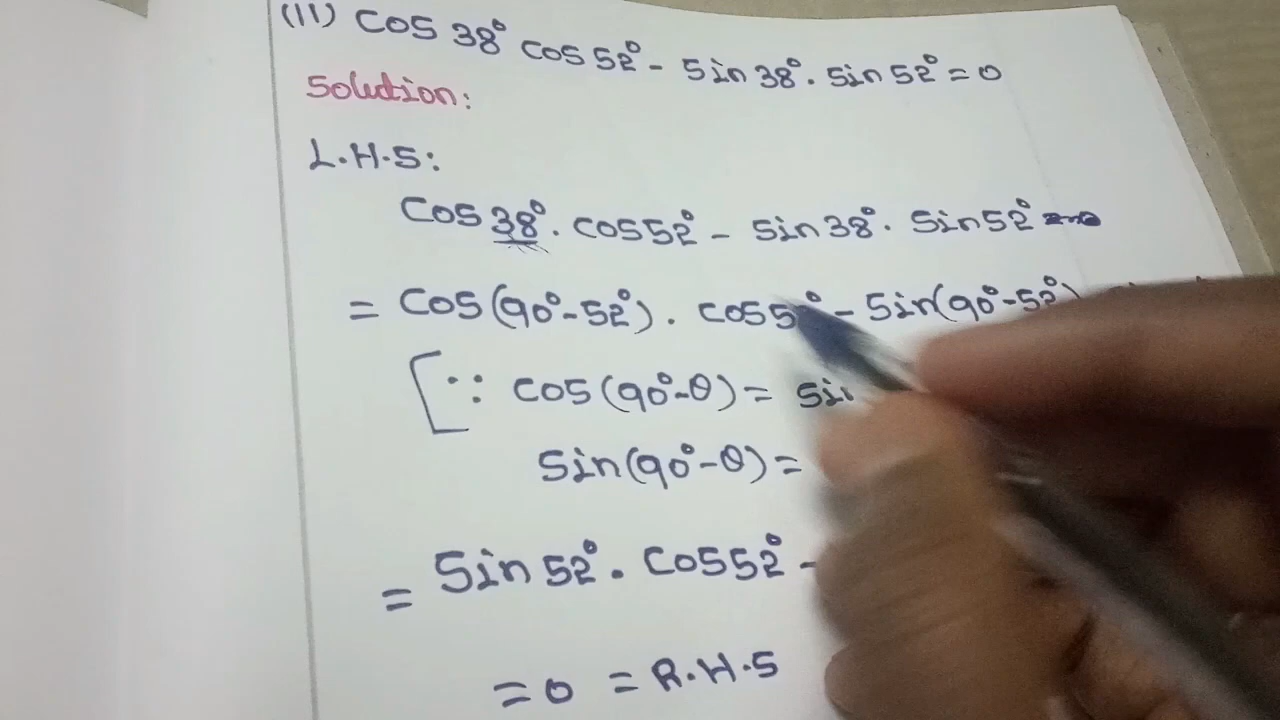 (11) cos 38° cos 52° - sin 38° . sin 52° = 0
Solution:
L.H.S:
cos 38° . cos 52° - sin 38° . sin 52°
= cos (90° - 52°) . cos 5 ° - sin (90° - 52°)
[∵ cos (90° - θ) = si
sin (90° - θ) =
= sin 52° . cos 52° -
= 0 = R.H.S